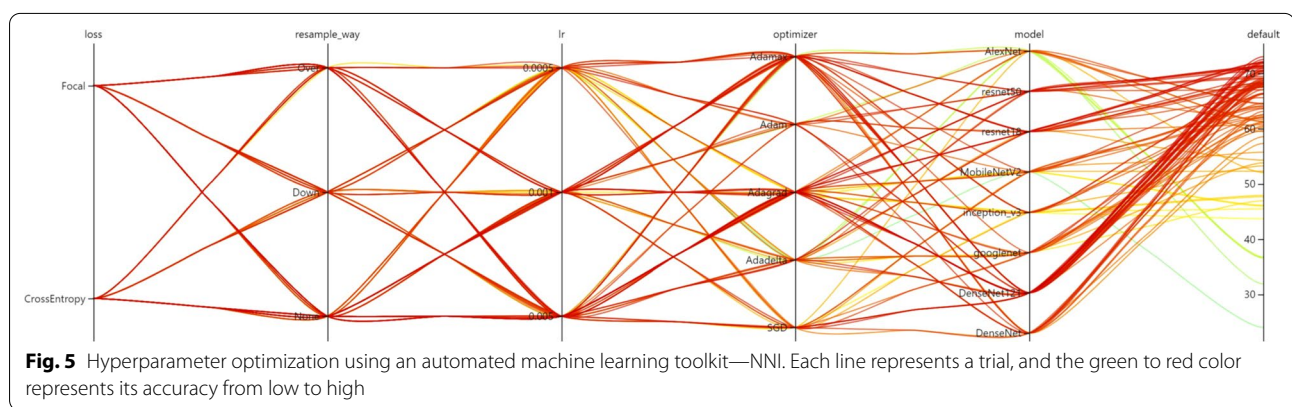 loss resample_way lr optimizer model default
Focal
CrossEntropy
Over
Down
None
0.0005
0.001
0.005
Adamax
Adam
Adagrad
Adadelta
SGD
AlexNet
resnet50
resnet18
MobileNetV2
inception_v3
googlenet
DenseNet121
DenseNet
70
60
50
40
30
Fig. 5 Hyperparameter optimization using an automated machine learning toolkit—NNI. Each line represents a trial, and the green to red color
represents its accuracy from low to high